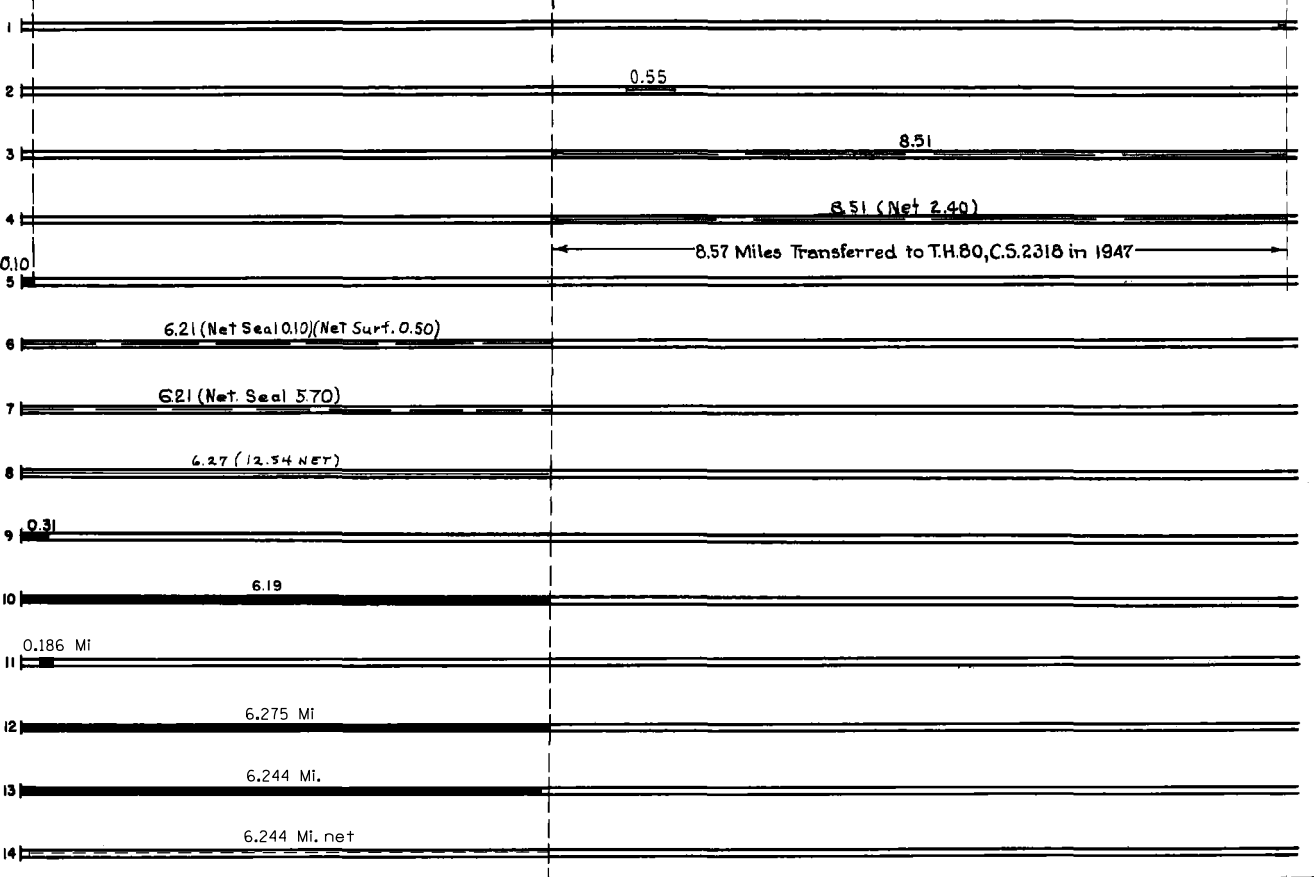 1
0.55
2
8.51
3
8.51 (Net 2.40)
4
8.57 Miles Transferred to T.H.80,C.S.2318 in 1947
0.10
5
6.21 (Net Seal 0.10)(Net Surf. 0.50)
6
6.21 (Net. Seal 5.70)
7
6.27 (12.54 NET)
8
0.31
9
6.19
10
0.186 Mi
11
6.275 Mi
12
6.244 Mi.
13
6.244 Mi. net
14